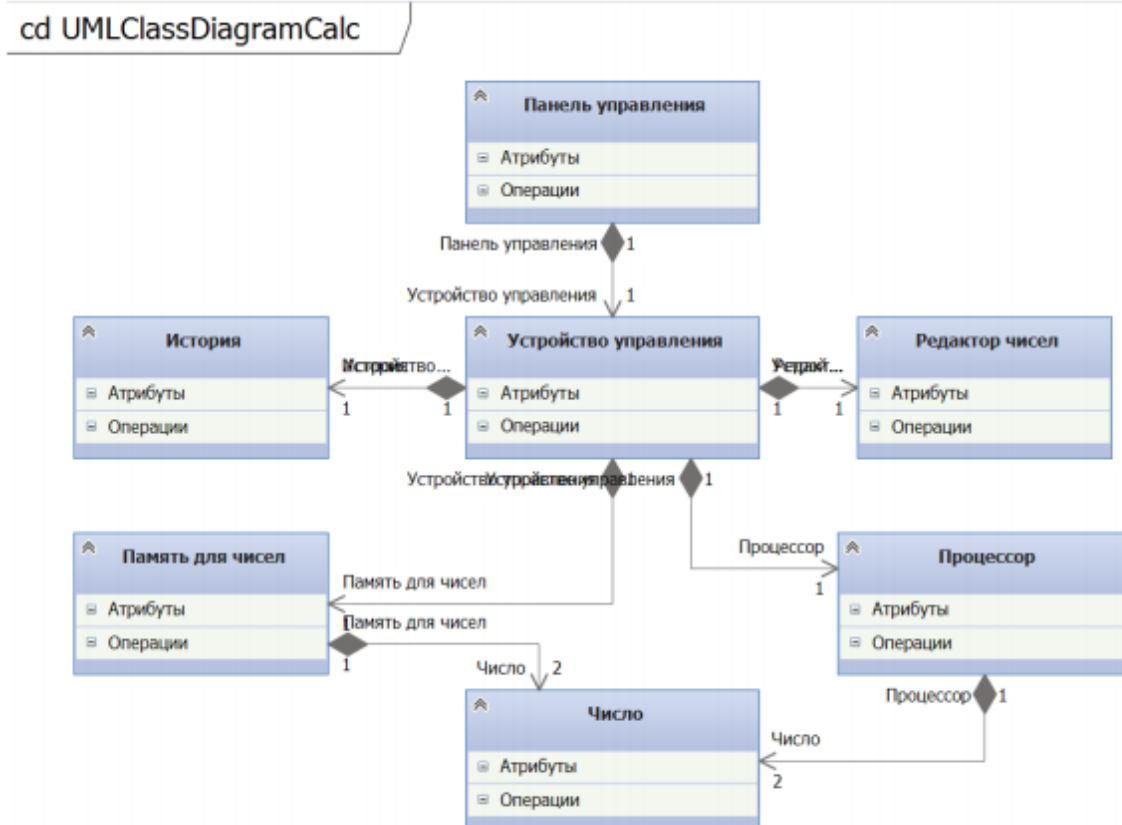 cd UMLClassDiagramCalc
Панель управления
Атрибуты
Операции
Панель управления 1
Устройство управления 1
История
Атрибуты
Операции
1 1
Устройство управления
Атрибуты
Операции
1 1
Редактор чисел
Атрибуты
Операции
Устройство управления 1
Память для чисел
Атрибуты
Операции
Память для чисел
Память для чисел
1
Процессор
1
Процессор
Атрибуты
Операции
Процессор 1
Число 2
Число
2
Число
Атрибуты
Операции